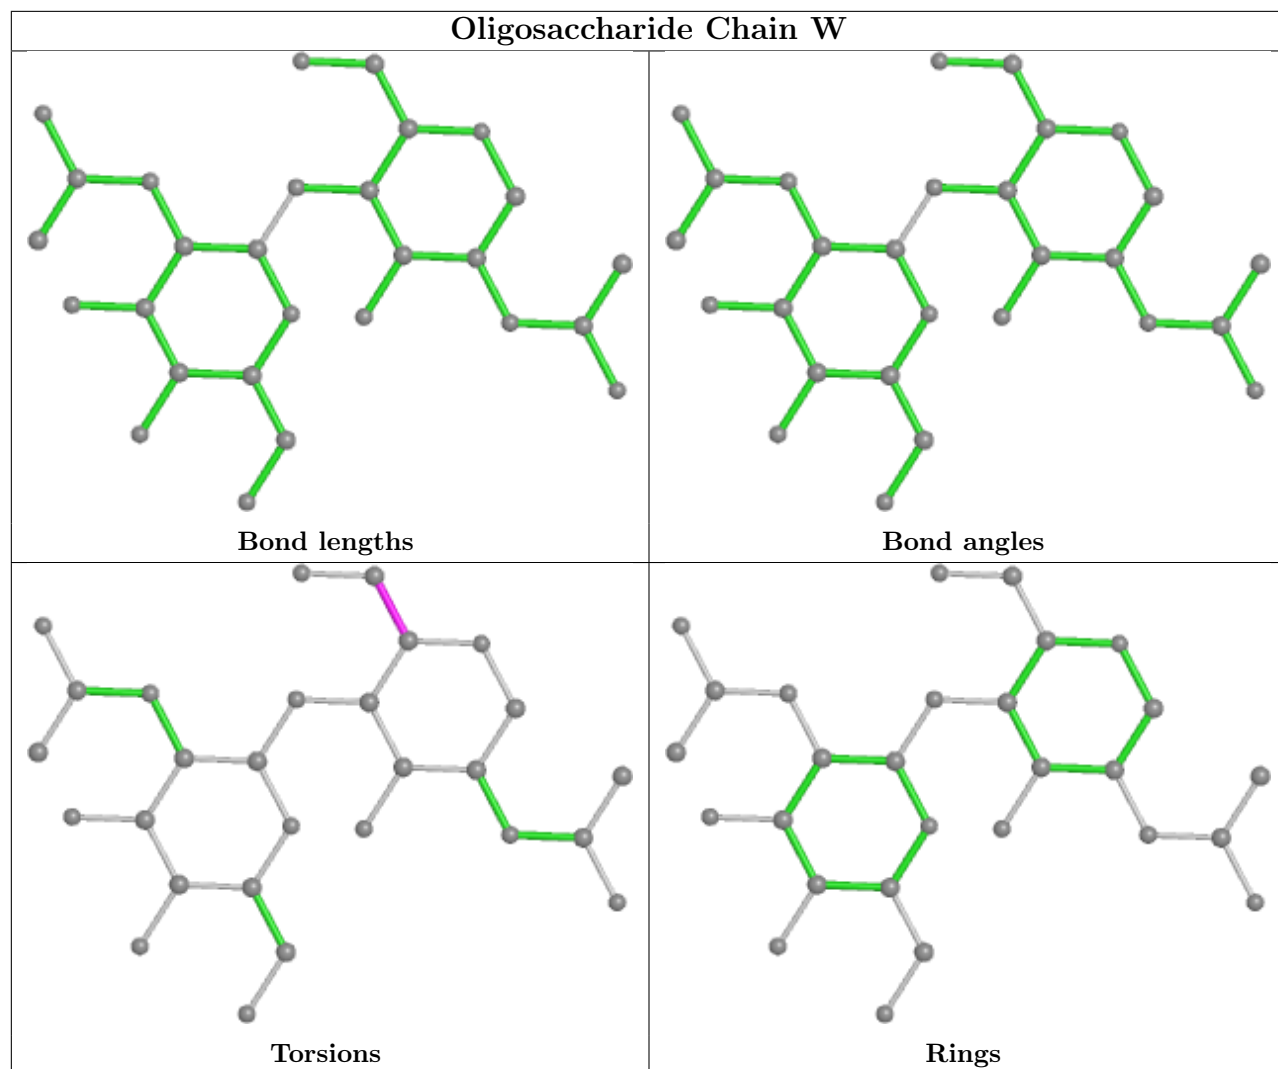 Oligosaccharide Chain W
Bond lengths
Bond angles
Torsions
Rings